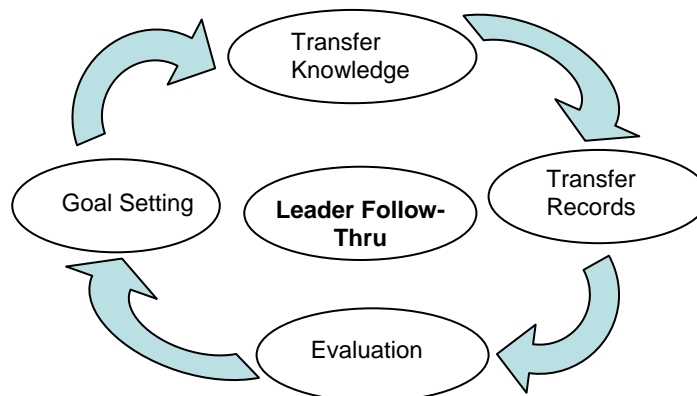 Transfer
Knowledge
Transfer
Records
Goal Setting
Leader Follow-
Thru
Evaluation